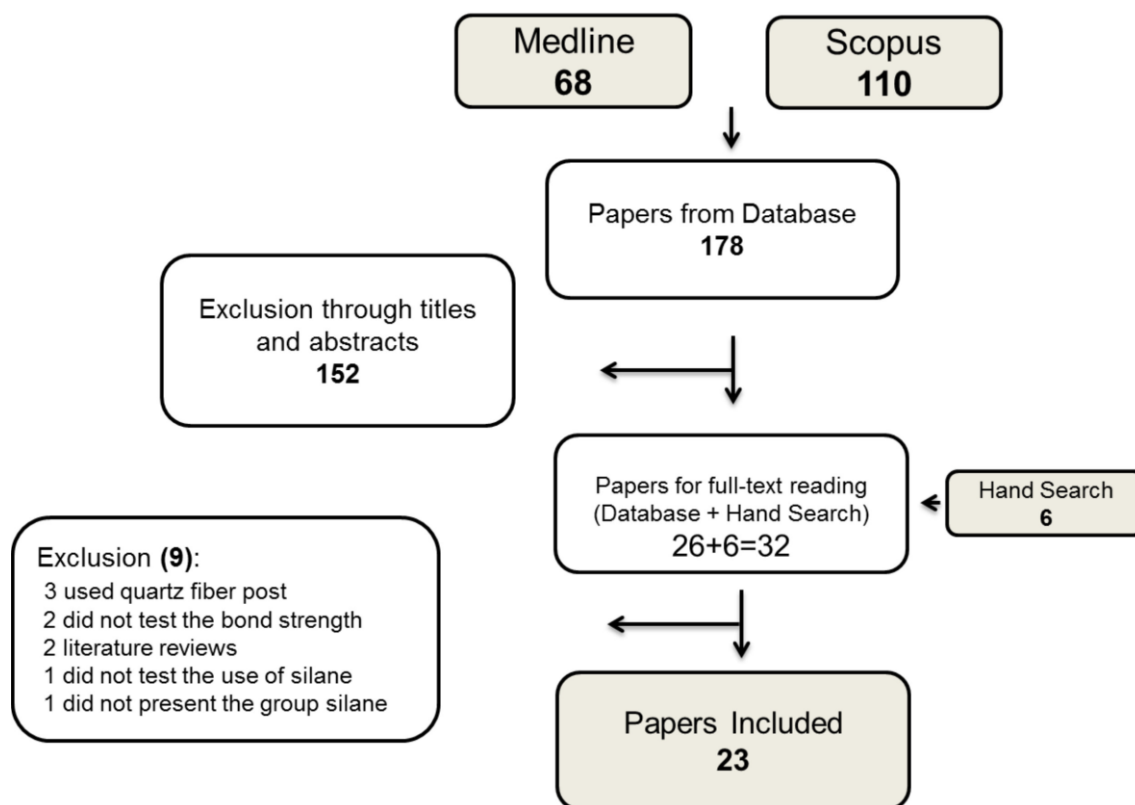 Medline
68
Scopus
110
Papers from Database
178
Exclusion through titles
and abstracts
152
Papers for full-text reading
(Database + Hand Search)
26+6=32
Hand Search
6
Exclusion (9):
3 used quartz fiber post
2 did not test the bond strength
2 literature reviews
1 did not test the use of silane
1 did not present the group silane
Papers Included
23